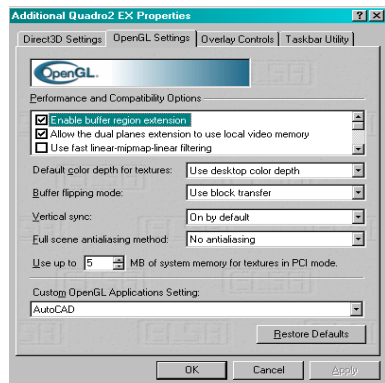 Additional Quadro2 EX Properties
Direct3D Settings OpenGL Settings Overlay Controls Taskbar Utility
OpenGL.
Performance and Compatibility Options
Enable buffer region extension
Allow the dual planes extension to use local video memory
Use fast linear-mipmap-linear filtering
Default color depth for textures: Use desktop color depth
Buffer flipping mode: Use block transfer
Vertical sync: On by default
Full scene antialiasing method: No antialiasing
Use up to 5 MB of system memory for textures in PCI mode.
Custom OpenGL Applications Setting:
AutoCAD
Restore Defaults
OK Cancel Apply